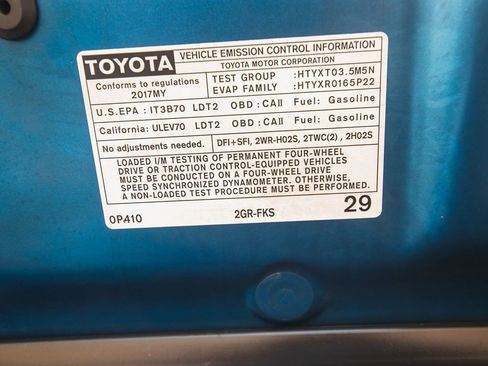 TOYOTA
VEHICLE EMISSION CONTROL INFORMATION
TOYOTA MOTOR CORPORATION
Conforms to regulations
2017MY
TEST GROUP :HTYXT03.5M5N
EVAP FAMILY :HTYXR0165P22
U.S.EPA : IT3B70 LDT2 OBD : CAII Fuel: Gasoline
California: ULEV70 LDT2 OBD : CAII Fuel: Gasoline
No adjustments needed.
DFI+SFI, 2WR-HO2S, 2TWC(2), 2HO2S
LOADED I/M TESTING OF PERMANENT FOUR-WHEEL
DRIVE OR TRACTION CONTROL-EQUIPPED VEHICLES
MUST BE CONDUCTED ON A FOUR-WHEEL DRIVE
SPEED SYNCHRONIZED DYNAMOMETER. OTHERWISE,
A NON-LOADED TEST PROCEDURE MUST BE PERFORMED.
0P410 2GR-FKS 29